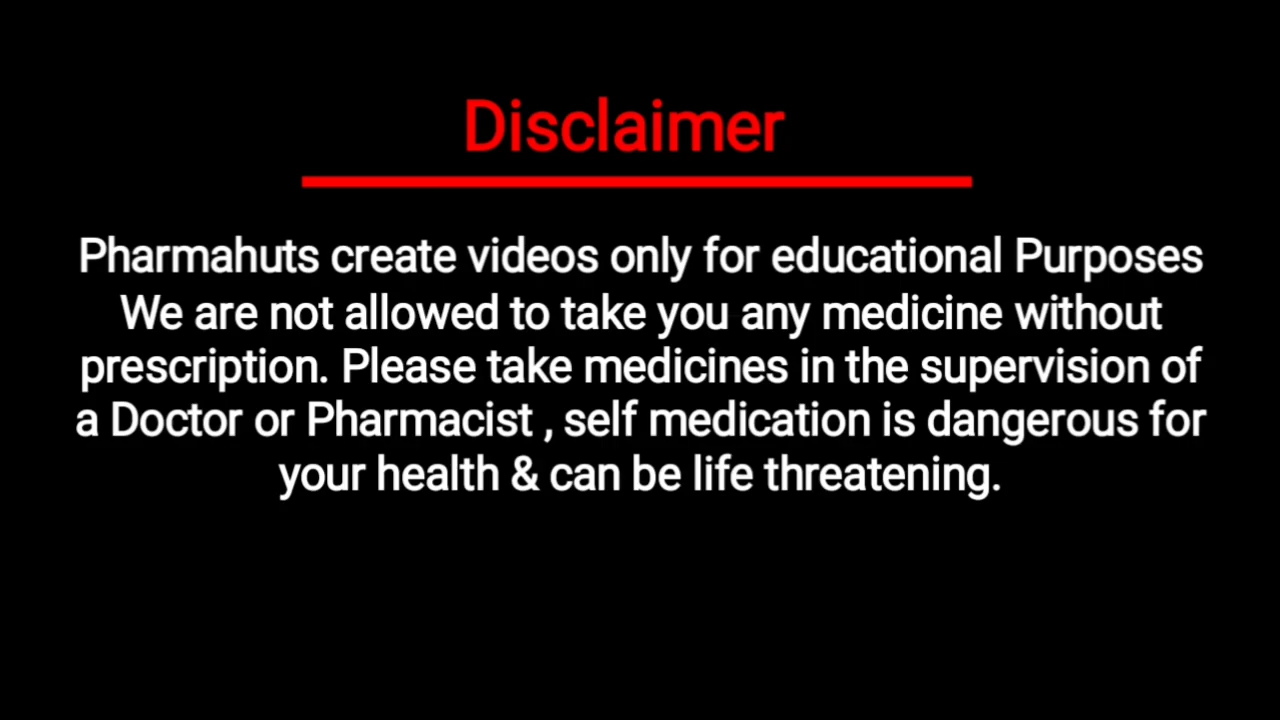 Disclaimer
Pharmahuts create videos only for educational Purposes
We are not allowed to take you any medicine without
prescription. Please take medicines in the supervision of
a Doctor or Pharmacist , self medication is dangerous for
your health & can be life threatening.